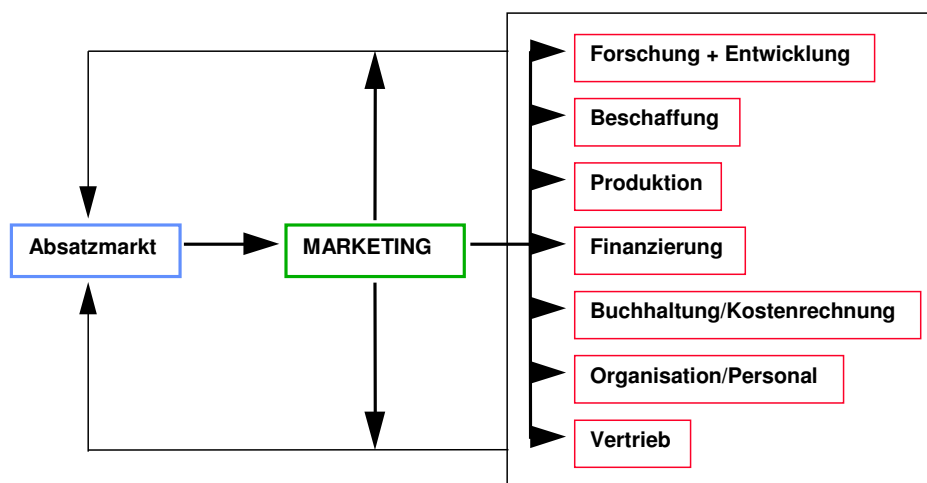 Forschung + Entwicklung
Beschaffung
Produktion
Absatzmarkt
MARKETING
Finanzierung
Buchhaltung/Kostenrechnung
Organisation/Personal
Vertrieb